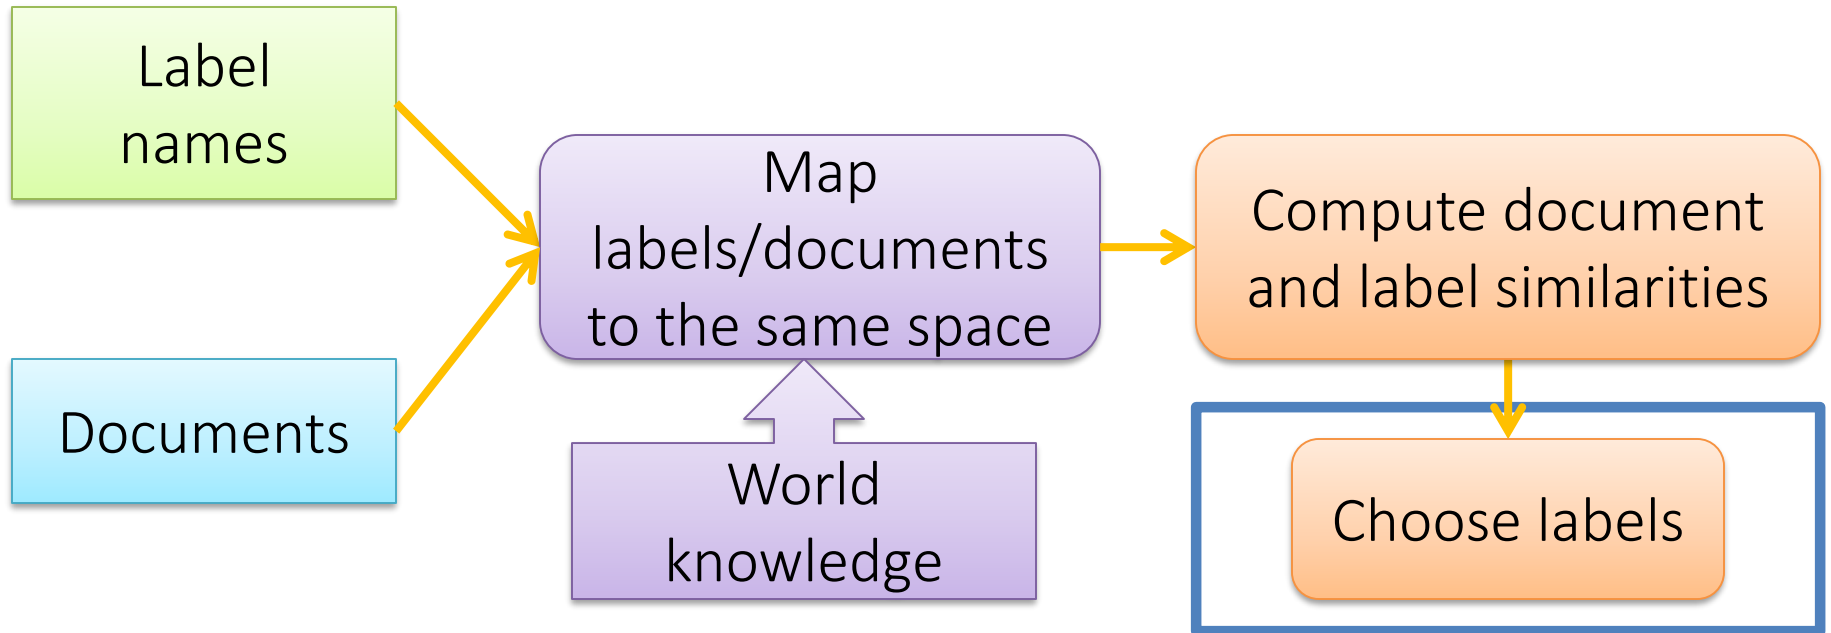 Label
names
Documents
Map
labels/documents
to the same space
World
knowledge
Compute document
and label similarities
Choose labels